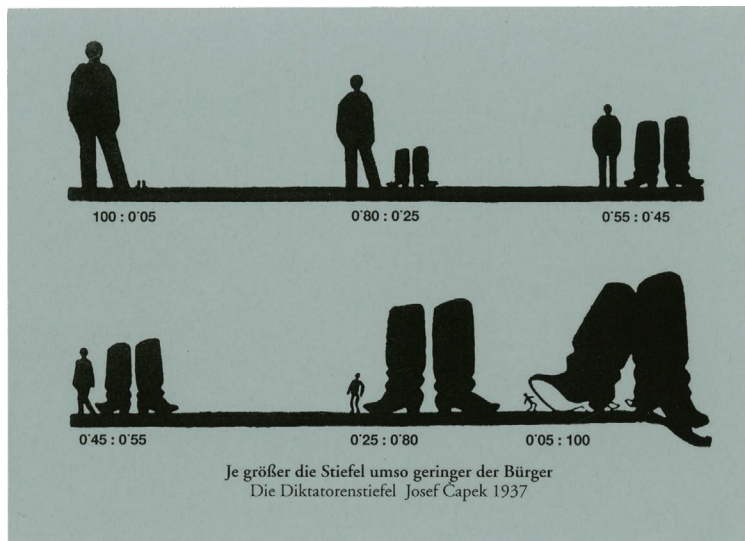 100 : 0˙05
0˙80 : 0˙25
0˙55 : 0˙45
0˙45 : 0˙55
0˙25 : 0˙80
0˙05 : 100
Je größer die Stiefel umso geringer der Bürger
Die Diktatorenstiefel Josef Čapek 1937